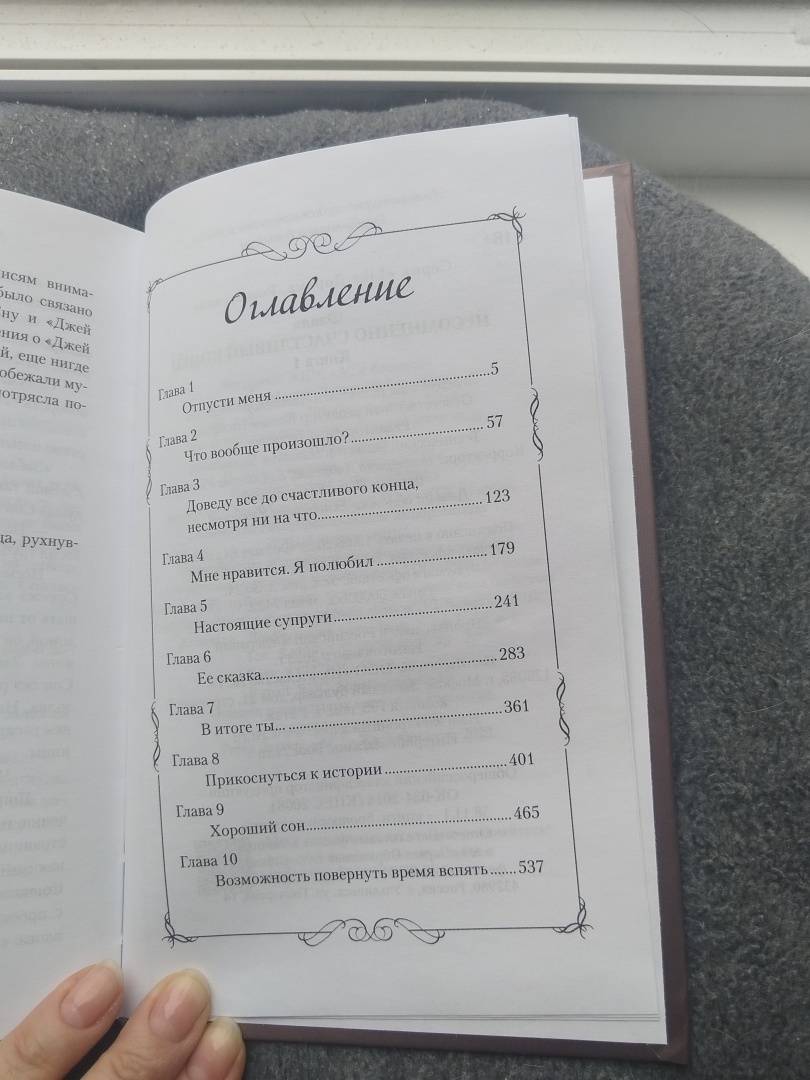 исям внима-
было связано
ну и «Джей
ния о «Джей
й, еще нигде
обежали му-
отрясла по-
ца, рухнув-
Оглавление
Глава 1
Отпусти меня ..... 5
Глава 2
Что вообще произошло? ..... 57
Глава 3
Доведу все до счастливого конца,
несмотря ни на что ..... 123
Глава 4
Мне нравится. Я полюбил ..... 179
Глава 5
Настоящие супруги ..... 241
Глава 6
Ее сказка ..... 283
Глава 7
В итоге ты... ..... 361
Глава 8
Прикоснуться к истории ..... 401
Глава 9
Хороший сон ..... 465
Глава 10
Возможность повернуть время вспять ..... 537